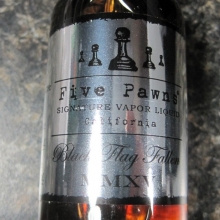 Five Pawns
SIGNATURE VAPOR LIQUID
California
Black Flag Fallen
MMXV